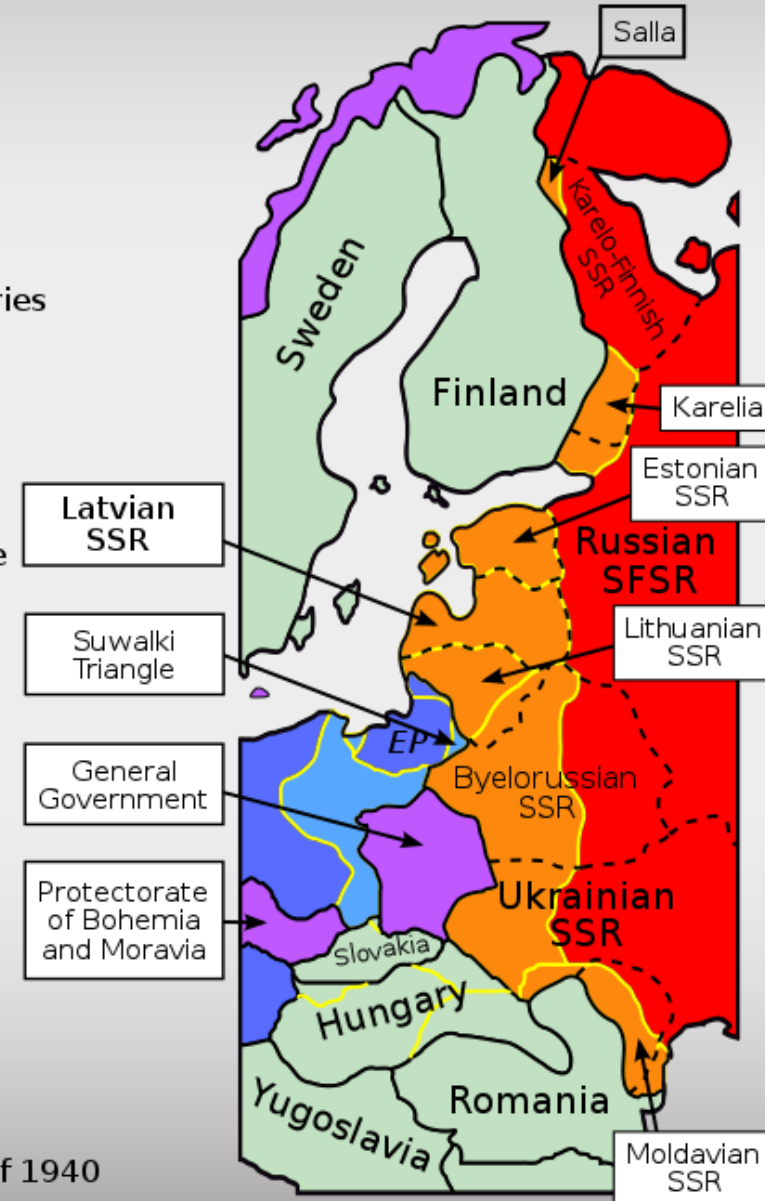 Salla
Karelo-Finnish
SSR
Sweden
ries
Finland
Karelia
Estonian
SSR
Latvian
SSR
Russian
SFSR
e
Lithuanian
SSR
Suwalki
Triangle
EP
General
Government
Byelorussian
SSR
Protectorate
of Bohemia
and Moravia
Ukrainian
SSR
Slovakia
Hungary
Romania
Yugoslavia
Moldavian
SSR
f 1940